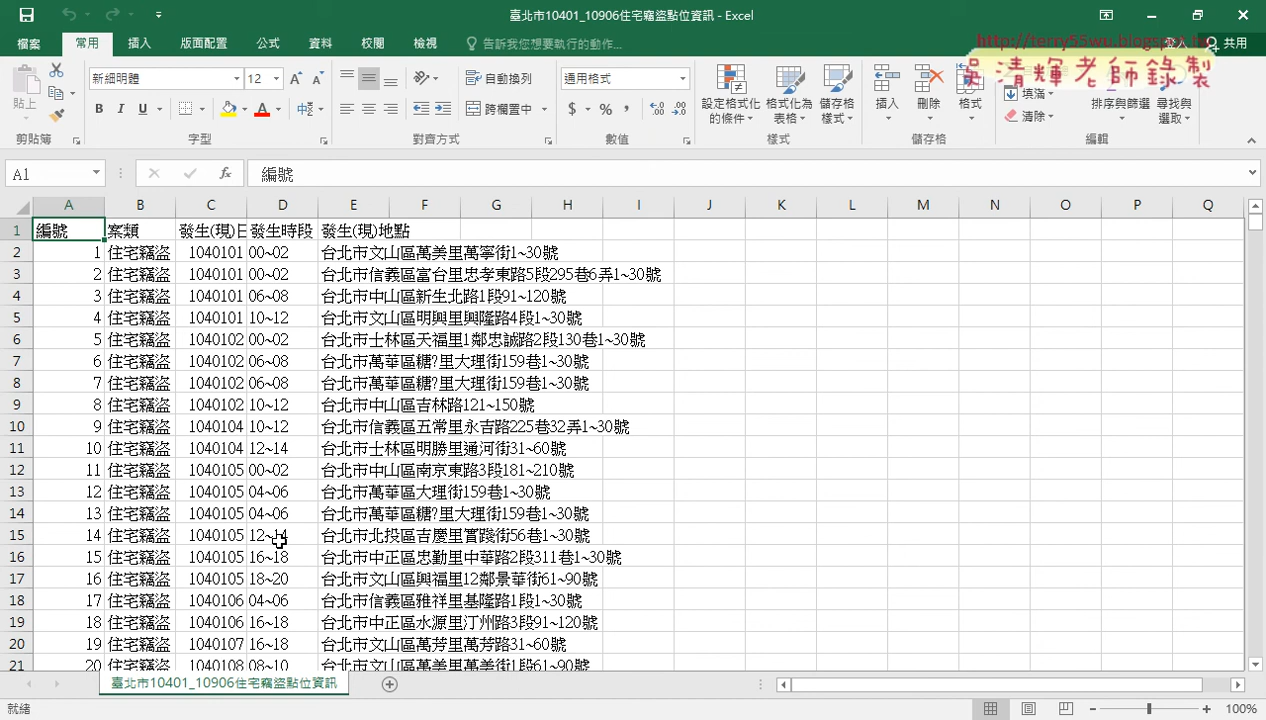 臺北市10401_10906住宅竊盜點位資訊 - Excel
檔案 常用 插入 版面配置 公式 資料 校閱 檢視 告訴我您想要執行的動作... 登入 共用
http://terry55wu.blogspot.tw
吳清輝老師錄製
新細明體 12 自動換列 通用格式
貼上 跨欄置中 設定格式化的條件 格式化為表格 儲存格樣式 插入 刪除 格式 填滿 清除 排序與篩選 尋找與選取
剪貼簿 字型 對齊方式 數值 樣式 儲存格 編輯
A1 編號
A B C D E F G H I J K L M N O P Q
1 編號 案類 發生(現)日 發生時段 發生(現)地點
2 1 住宅竊盜 1040101 00~02 台北市文山區萬美里萬寧街1~30號
3 2 住宅竊盜 1040101 00~02 台北市信義區富台里忠孝東路5段295巷6弄1~30號
4 3 住宅竊盜 1040101 06~08 台北市中山區新生北路1段91~120號
5 4 住宅竊盜 1040101 10~12 台北市文山區明興里興隆路4段1~30號
6 5 住宅竊盜 1040102 00~02 台北市士林區天福里1鄰忠誠路2段130巷1~30號
7 6 住宅竊盜 1040102 06~08 台北市萬華區糖?里大理街159巷1~30號
8 7 住宅竊盜 1040102 06~08 台北市萬華區糖?里大理街159巷1~30號
9 8 住宅竊盜 1040102 10~12 台北市中山區吉林路121~150號
10 9 住宅竊盜 1040104 10~12 台北市信義區五常里永吉路225巷32弄1~30號
11 10 住宅竊盜 1040104 12~14 台北市士林區明勝里通河街31~60號
12 11 住宅竊盜 1040105 00~02 台北市中山區南京東路3段181~210號
13 12 住宅竊盜 1040105 04~06 台北市萬華區大理街159巷1~30號
14 13 住宅竊盜 1040105 04~06 台北市萬華區糖?里大理街159巷1~30號
15 14 住宅竊盜 1040105 12~14 台北市北投區吉慶里實踐街56巷1~30號
16 15 住宅竊盜 1040105 16~18 台北市中正區忠勤里中華路2段311巷1~30號
17 16 住宅竊盜 1040105 18~20 台北市文山區興福里12鄰景華街61~90號
18 17 住宅竊盜 1040106 04~06 台北市信義區雅祥里基隆路1段1~30號
19 18 住宅竊盜 1040106 16~18 台北市中正區水源里汀州路3段91~120號
20 19 住宅竊盜 1040107 16~18 台北市文山區萬芳里萬芳路31~60號
21 20 住宅竊盜 1040108 08~10 台北市文山區萬美里萬美街1段61~90號
臺北市10401_10906住宅竊盜點位資訊
就緒 100%